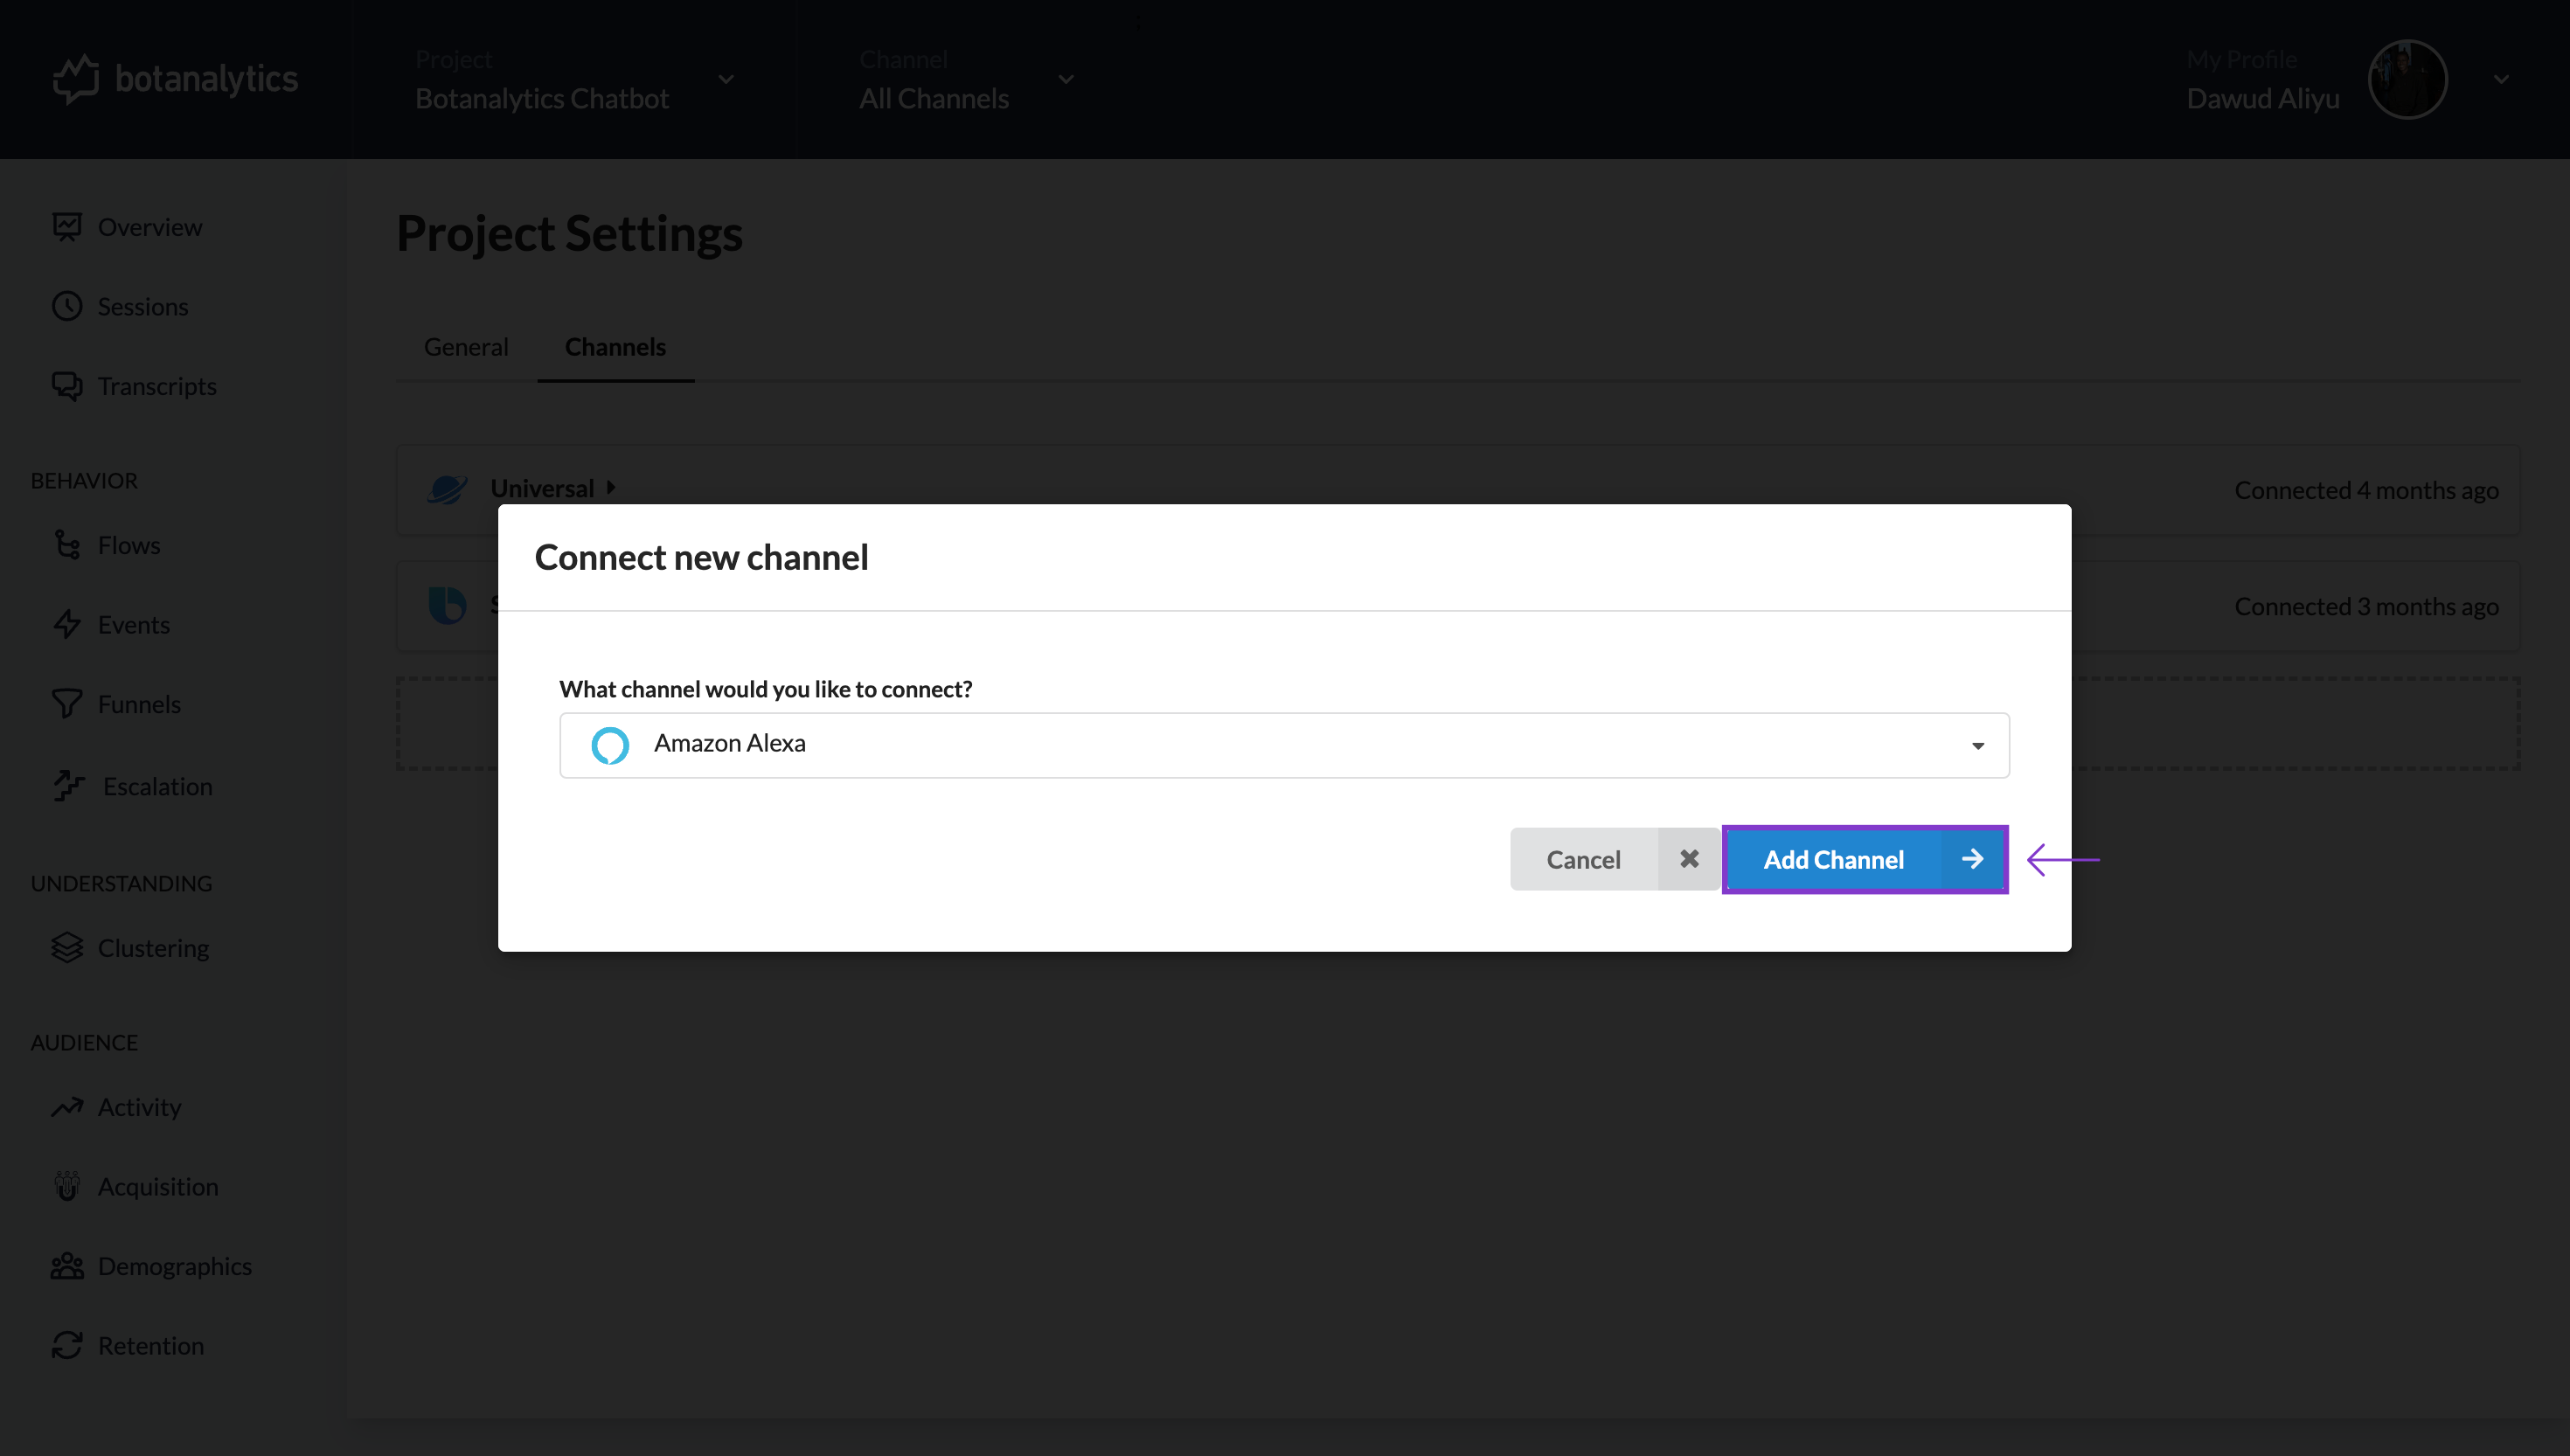 botanalytics
Project
Botanalytics Chatbot
Channel
All Channels
My Profile
Dawud Aliyu
Overview
Sessions
Transcripts
BEHAVIOR
Flows
Events
Funnels
Escalation
UNDERSTANDING
Clustering
AUDIENCE
Activity
Acquisition
Demographics
Retention
Project Settings
General Channels
Universal
Connected 4 months ago
Connected 3 months ago
Connect new channel
What channel would you like to connect?
Amazon Alexa
Cancel
Add Channel